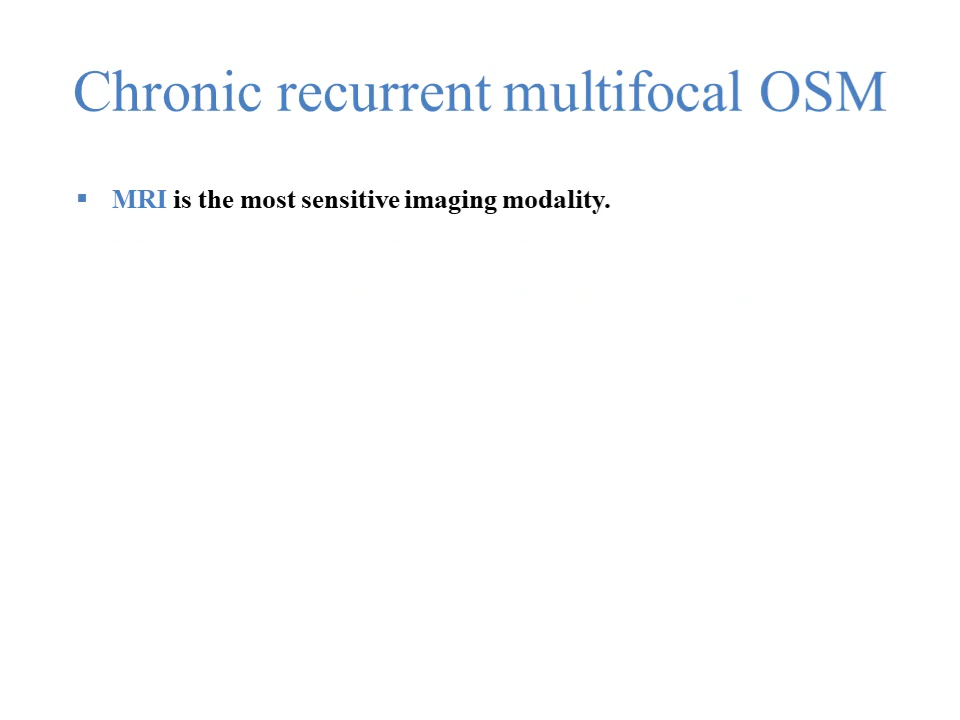 Chronic recurrent multifocal OSM
▪ MRI is the most sensitive imaging modality.